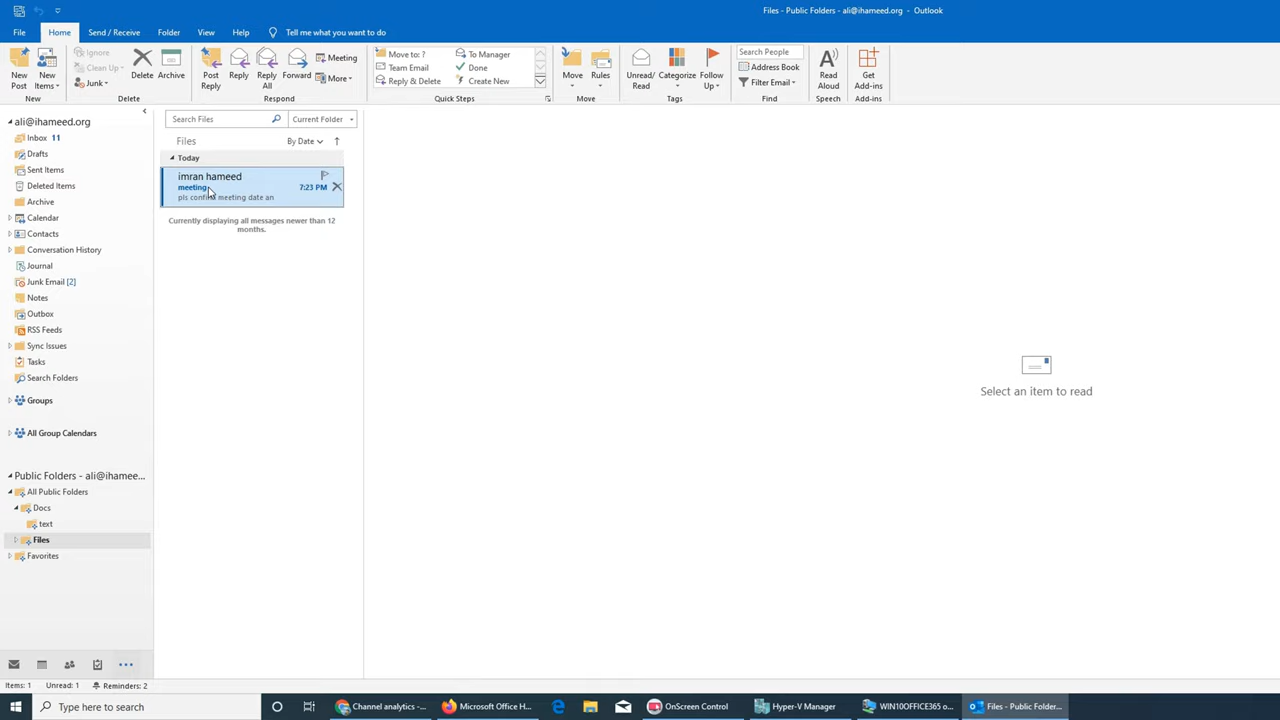 Files - Public Folders - ali@ihameed.org - Outlook
File Home Send / Receive Folder View Help Tell me what you want to do
New Post
New Items
New
Ignore
Clean Up
Junk
Delete
Archive
Delete
Post Reply
Reply
Reply All
Forward
Meeting
More
Respond
Move to: ?
Team Email
Reply & Delete
To Manager
Done
Create New
Quick Steps
Move
Rules
Move
Unread/ Read
Categorize
Follow Up
Tags
Search People
Address Book
Filter Email
Find
Read Aloud
Speech
Get Add-ins
Add-ins
ali@ihameed.org
Inbox 11
Drafts
Sent Items
Deleted Items
Archive
Calendar
Contacts
Conversation History
Journal
Junk Email [2]
Notes
Outbox
RSS Feeds
Sync Issues
Tasks
Search Folders
Groups
All Group Calendars
Public Folders - ali@ihamee...
All Public Folders
Docs
text
Files
Favorites
Search Files Current Folder
Files By Date
Today
imran hameed
meeting 7:23 PM
pls confirm meeting date an
Currently displaying all messages newer than 12
months.
Select an item to read
Items: 1 Unread: 1 Reminders: 2
Type here to search
Channel analytics -...
Microsoft Office H...
OnScreen Control
Hyper-V Manager
WIN10OFFICE365 o...
Files - Public Folder...